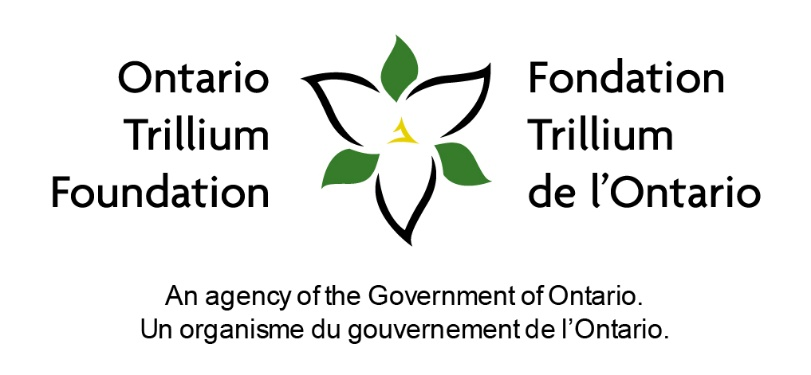 Ontario
Trillium
Foundation
Fondation
Trillium
de l’Ontario
An agency of the Government of Ontario.
Un organisme du gouvernement de l’Ontario.